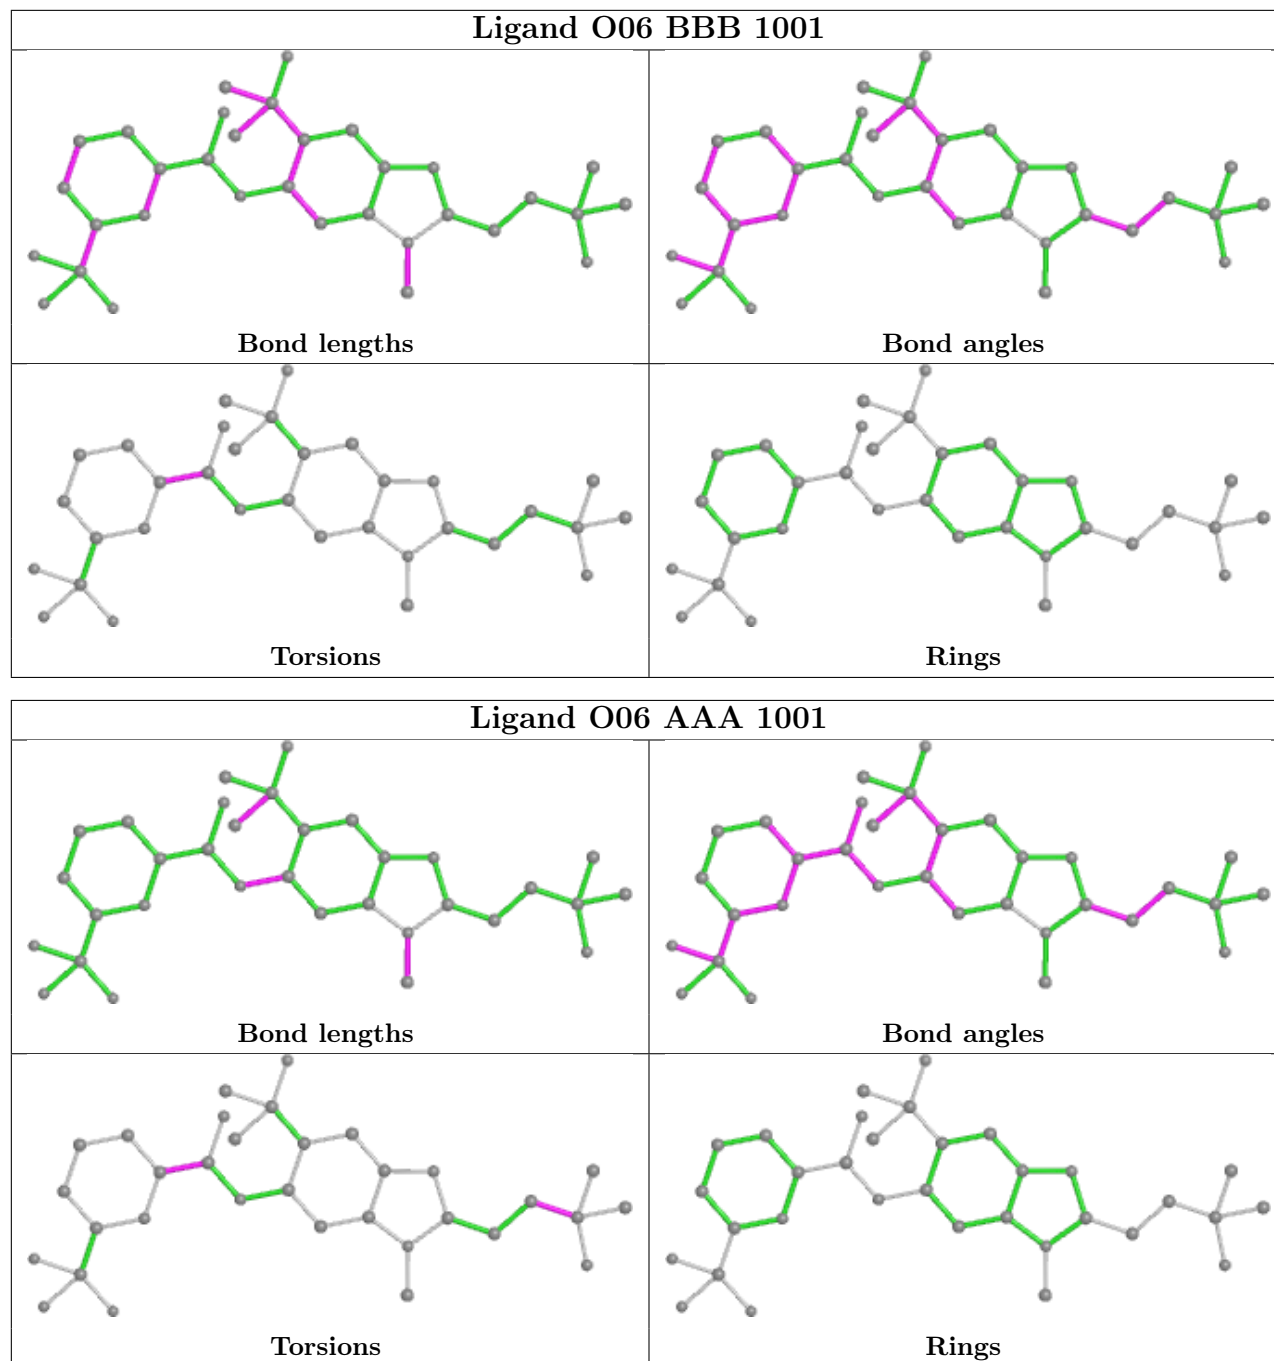 Ligand O06 BBB 1001
Bond lengths
Bond angles
Torsions
Rings
Ligand O06 AAA 1001
Bond lengths
Bond angles
Torsions
Rings